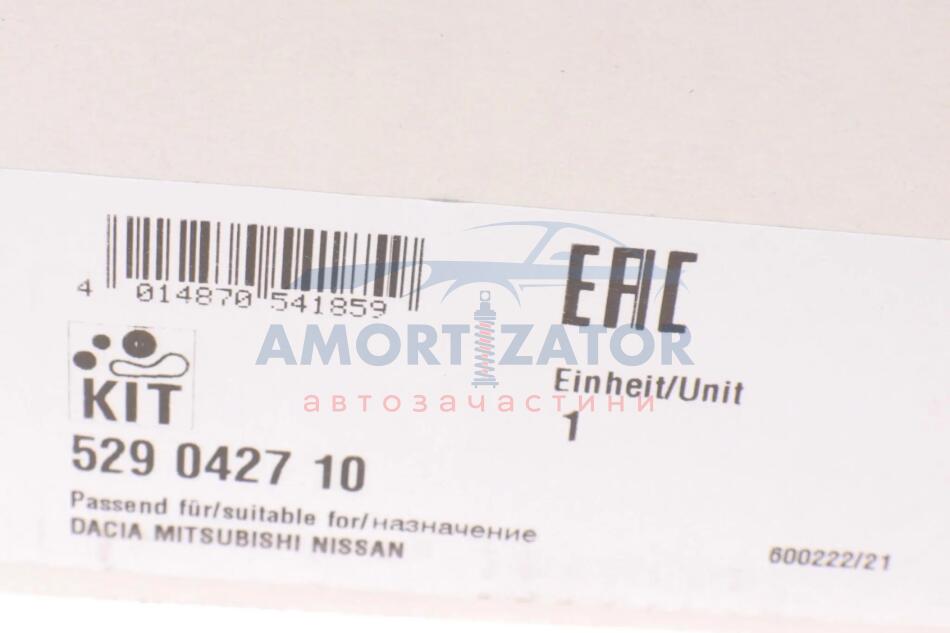 4 014870 541859
EAC
AMORTIZATOR
автозачастини
KIT
Einheit/Unit
1
529 0427 10
Passend für/suitable for/назначение
DACIA MITSUBISHI NISSAN
600222/21